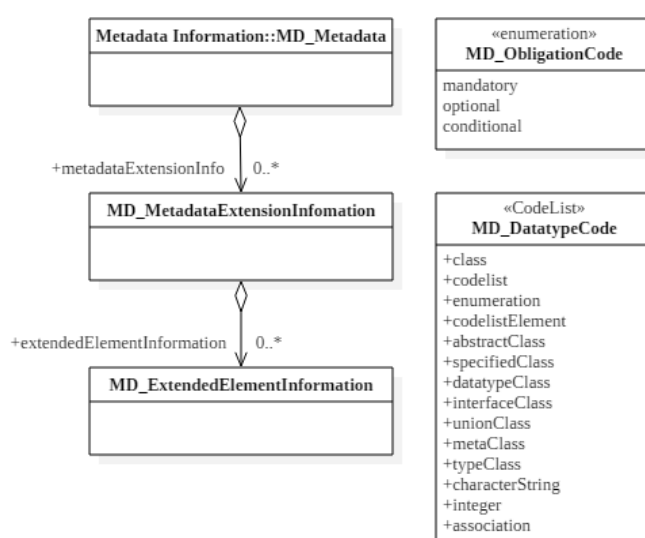 Metadata Information::MD_Metadata
+metadataExtensionInfo 0..*
MD_MetadataExtensionInfomation
+extendedElementInformation 0..*
MD_ExtendedElementInformation
«enumeration»
MD_ObligationCode
mandatory
optional
conditional
«CodeList»
MD_DatatypeCode
+class
+codelist
+enumeration
+codelistElement
+abstractClass
+specifiedClass
+datatypeClass
+interfaceClass
+unionClass
+metaClass
+typeClass
+characterString
+integer
+association